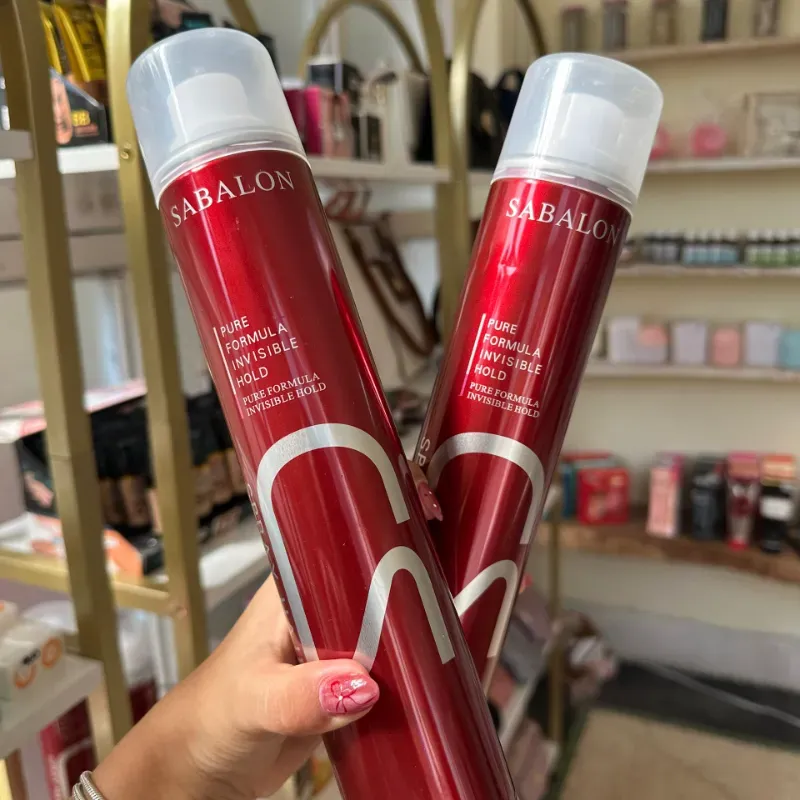 SABALON
PURE
FORMULA
INVISIBLE
HOLD
PURE FORMULA
INVISIBLE HOLD
SABALON
PURE
FORMULA
INVISIBLE
HOLD
PURE FORMULA
INVISIBLE HOLD